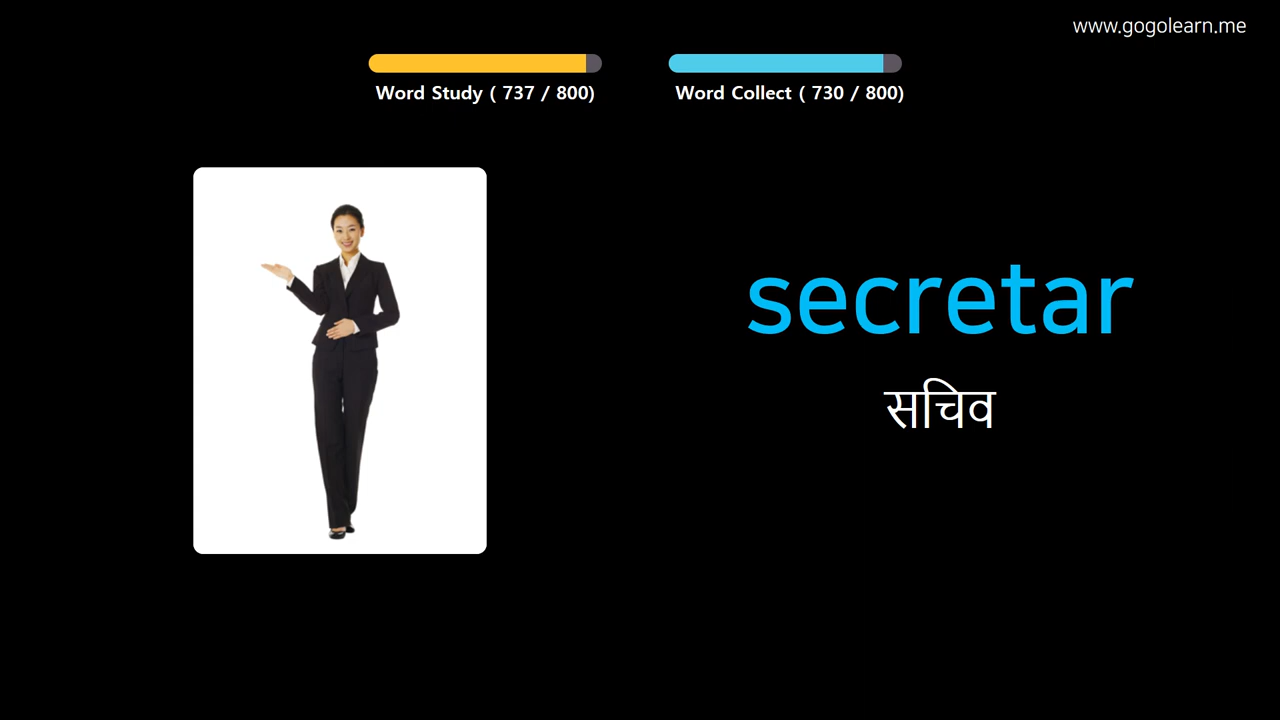 www.gogolearn.me
Word Study ( 737 / 800)
Word Collect ( 730 / 800)
secretar
सचिव